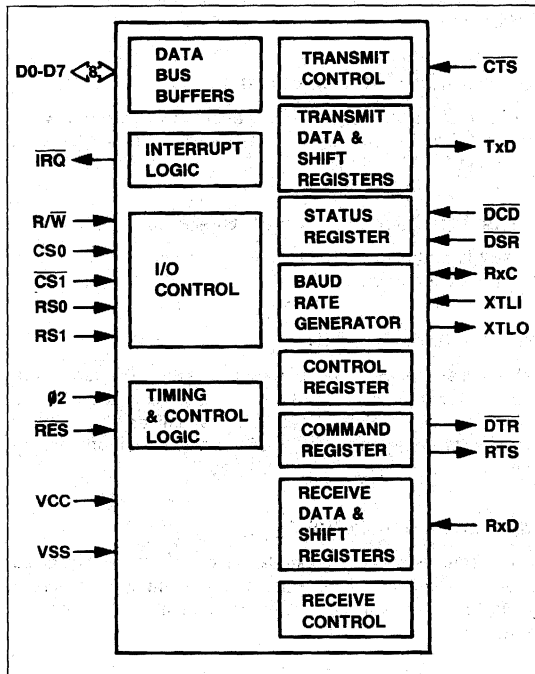 D0-D7
8
IRQ
R/W
CS0
CS1
RS0
RS1
ø2
RES
VCC
VSS
DATA
BUS
BUFFERS
INTERRUPT
LOGIC
I/O
CONTROL
TIMING
& CONTROL
LOGIC
TRANSMIT
CONTROL
TRANSMIT
DATA &
SHIFT
REGISTERS
STATUS
REGISTER
BAUD
RATE
GENERATOR
CONTROL
REGISTER
COMMAND
REGISTER
RECEIVE
DATA &
SHIFT
REGISTERS
RECEIVE
CONTROL
CTS
TxD
DCD
DSR
RxC
XTLI
XTLO
DTR
RTS
RxD